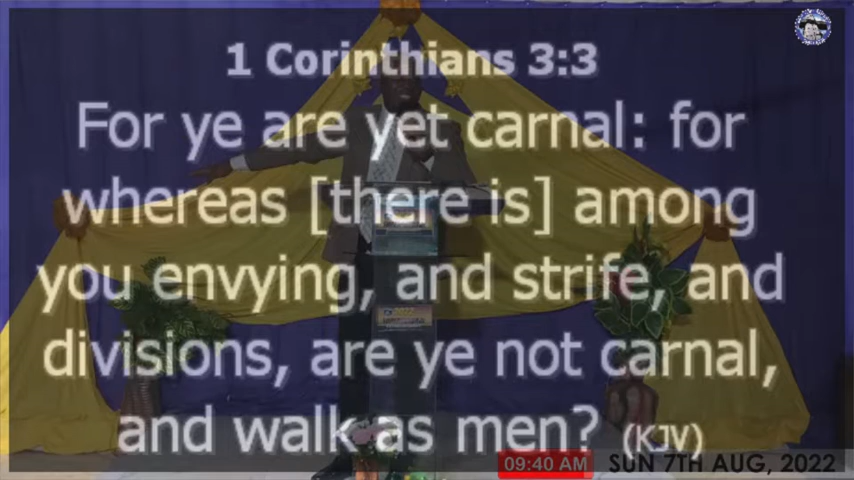 1 Corinthians 3:3
For ye are yet carnal: for
whereas [there is] among
you envying, and strife, and
divisions, are ye not carnal,
and walk as men? (KJV)
09:40 AM SUN 7TH AUG, 2022